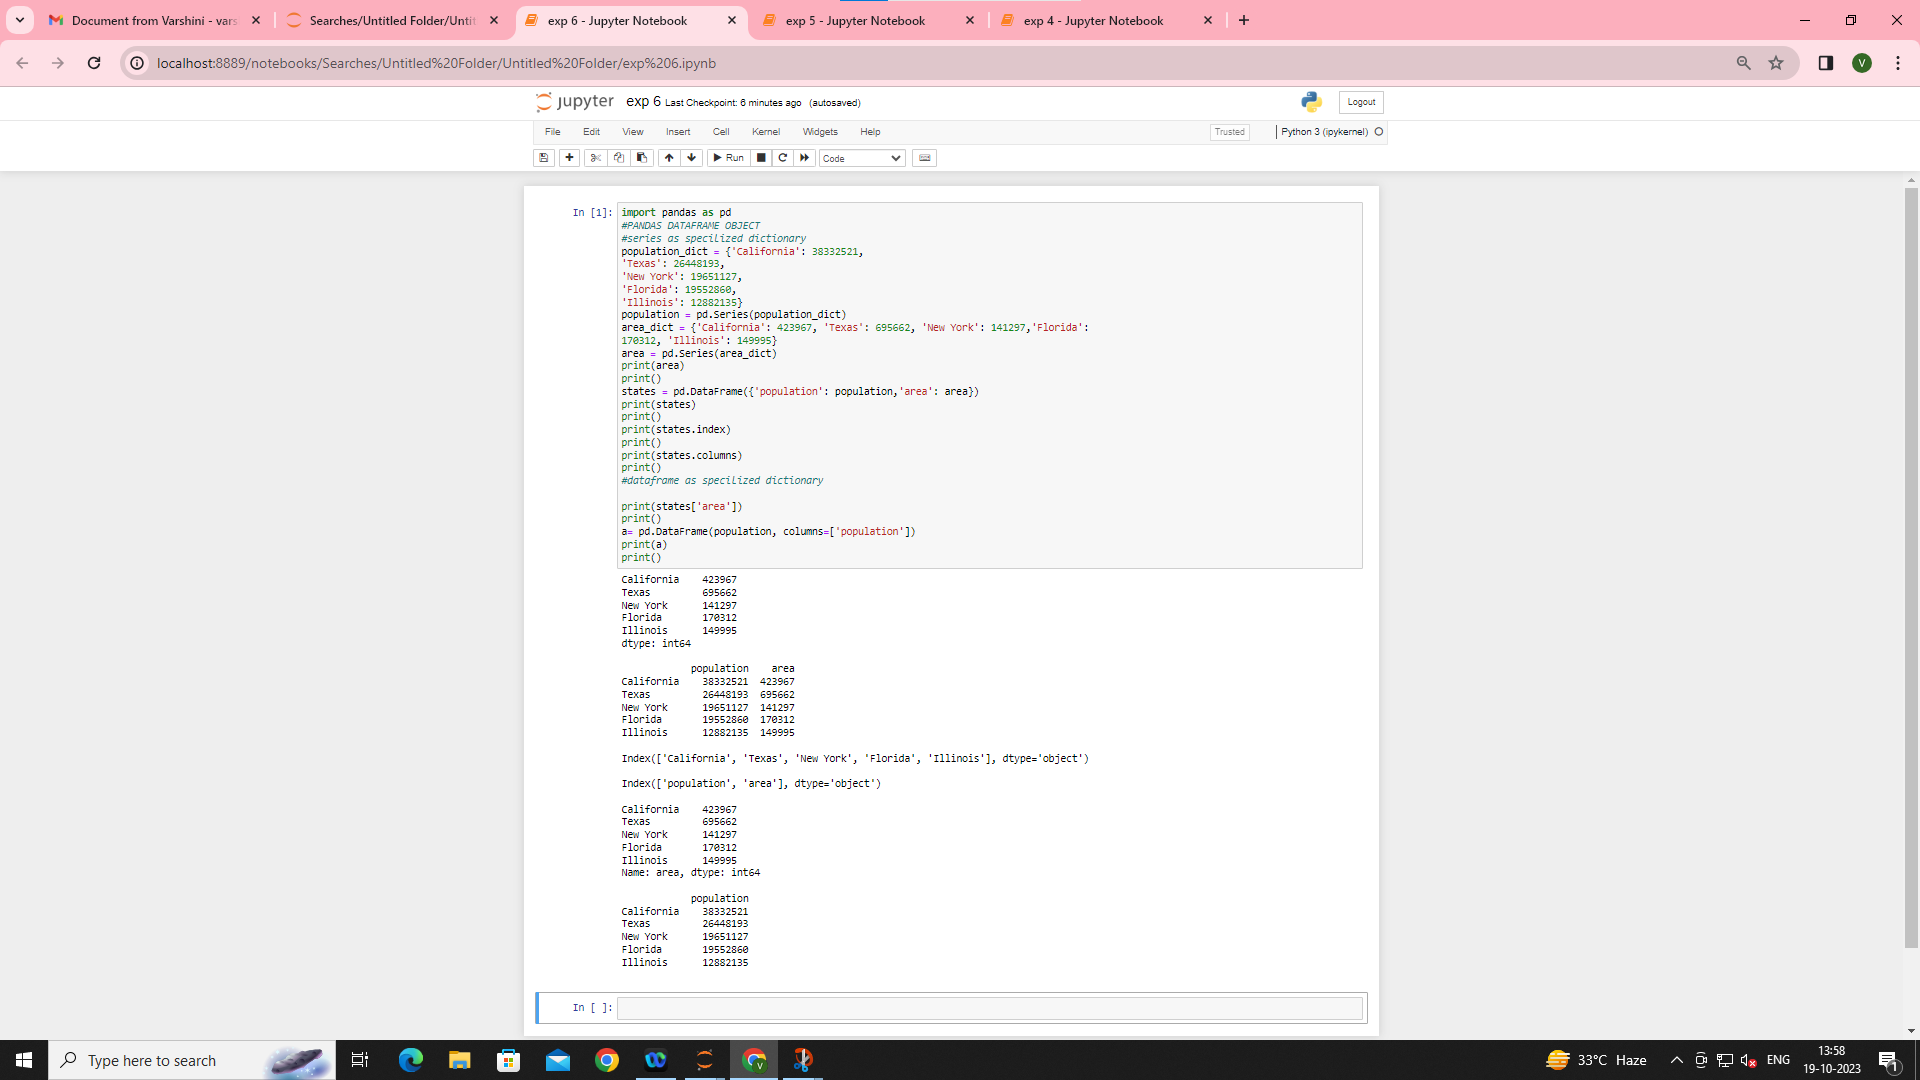 Document from Varshini - vars
Searches/Untitled Folder/Untit
exp 6 - Jupyter Notebook
exp 5 - Jupyter Notebook
exp 4 - Jupyter Notebook
localhost:8889/notebooks/Searches/Untitled%20Folder/Untitled%20Folder/exp%206.ipynb
V
jupyter exp 6 Last Checkpoint: 6 minutes ago (autosaved)
Logout
File Edit View Insert Cell Kernel Widgets Help
Trusted
Python 3 (ipykernel)
Run
Code
In [1]:
import pandas as pd
#PANDAS DATAFRAME OBJECT
#series as specilized dictionary
population_dict = {'California': 38332521,
'Texas': 26448193,
'New York': 19651127,
'Florida': 19552860,
'Illinois': 12882135}
population = pd.Series(population_dict)
area_dict = {'California': 423967, 'Texas': 695662, 'New York': 141297,'Florida':
170312, 'Illinois': 149995}
area = pd.Series(area_dict)
print(area)
print()
states = pd.DataFrame({'population': population,'area': area})
print(states)
print()
print(states.index)
print()
print(states.columns)
print()
#dataframe as specilized dictionary
print(states['area'])
print()
a= pd.DataFrame(population, columns=['population'])
print(a)
print()
California 423967
Texas 695662
New York 141297
Florida 170312
Illinois 149995
dtype: int64
population area
California 38332521 423967
Texas 26448193 695662
New York 19651127 141297
Florida 19552860 170312
Illinois 12882135 149995
Index(['California', 'Texas', 'New York', 'Florida', 'Illinois'], dtype='object')
Index(['population', 'area'], dtype='object')
California 423967
Texas 695662
New York 141297
Florida 170312
Illinois 149995
Name: area, dtype: int64
population
California 38332521
Texas 26448193
New York 19651127
Florida 19552860
Illinois 12882135
In [ ]:
Type here to search
V
33°C Haze
ENG
13:58
19-10-2023
1